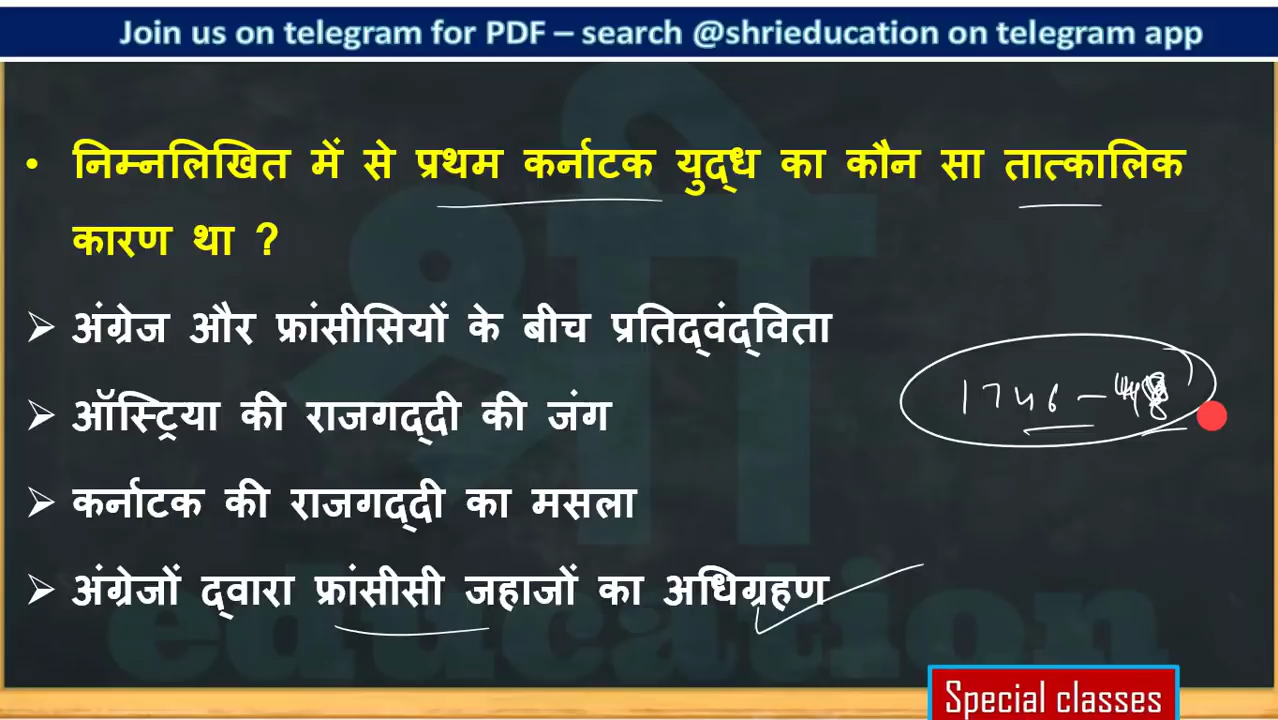 Join us on telegram for PDF – search @shrieducation on telegram app
• निम्नलिखित में से प्रथम कर्नाटक युद्ध का कौन सा तात्कालिक
कारण था ?
➢ अंग्रेज और फ्रांसीसियों के बीच प्रतिद्वंद्विता
➢ ऑस्ट्रिया की राजगद्दी की जंग
1746 –
➢ कर्नाटक की राजगद्दी का मसला
➢ अंग्रेजों द्वारा फ्रांसीसी जहाजों का अधिग्रहण
श्री
education
Special classes